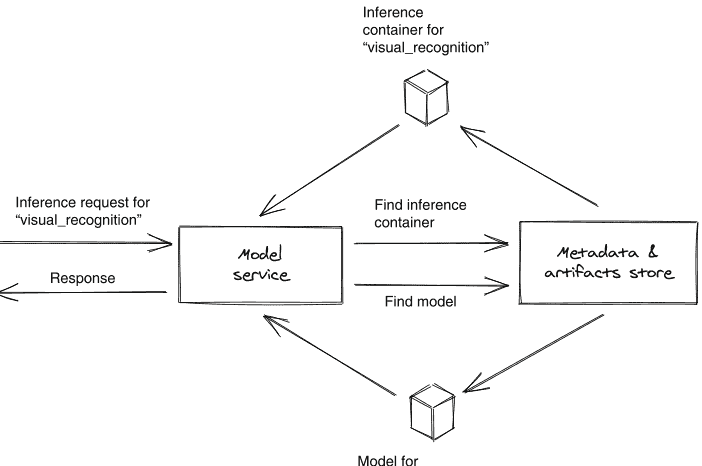 Inference
container for
“visual_recognition”
Inference request for
“visual_recognition”
Find inference
container
Model
service
Metadata &
artifacts store
Response
Find model
Model for